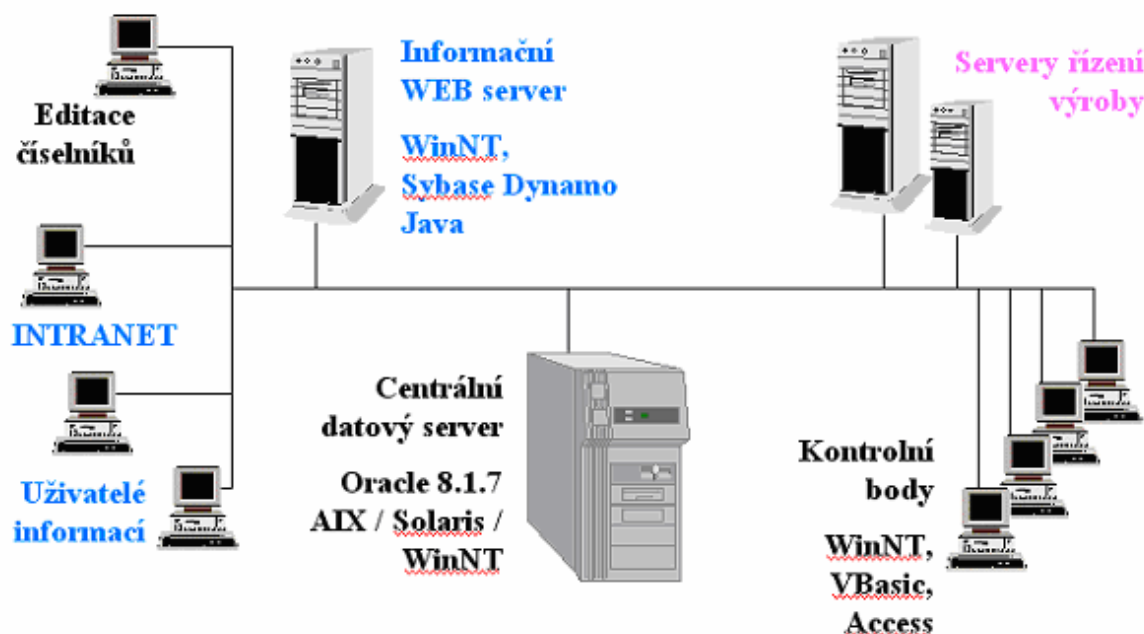 Editace
číselníků
Informační
WEB server
WinNT,
Sybase Dynamo
Java
Servery řízení
výroby
INTRANET
Uživatelé
informací
Centrální
datový server
Oracle 8.1.7
AIX / Solaris /
WinNT
Kontrolní
body
WinNT,
VBasic,
Access